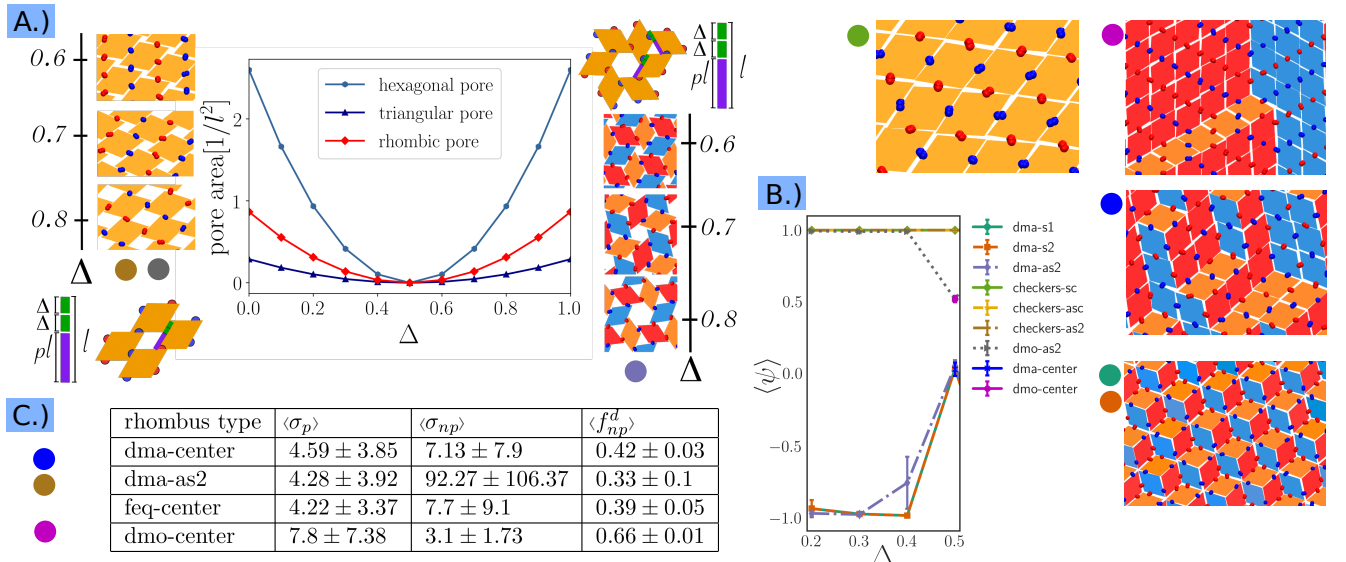 A.)
0.6
0.7
0.8
Δ
Δ
Δ
pl
l
pore area[1/l²]
2
1
0
0.0 0.2 0.4 0.6 0.8 1.0
Δ
hexagonal pore
triangular pore
rhombic pore
Δ
Δ
pl
l
0.6
0.7
0.8
Δ
B.)
⟨ψ⟩
1.0
0.5
0.0
−0.5
−1.0
0.2 0.3 0.4 0.5
Δ
dma-s1
dma-s2
dma-as2
checkers-sc
checkers-asc
checkers-as2
dmo-as2
dma-center
dmo-center
C.)
rhombus type ⟨σₚ⟩ ⟨σₙₚ⟩ ⟨fᵈₙₚ⟩
dma-center 4.59 ± 3.85 7.13 ± 7.9 0.42 ± 0.03
dma-as2 4.28 ± 3.92 92.27 ± 106.37 0.33 ± 0.1
feq-center 4.22 ± 3.37 7.7 ± 9.1 0.39 ± 0.05
dmo-center 7.8 ± 7.38 3.1 ± 1.73 0.66 ± 0.01